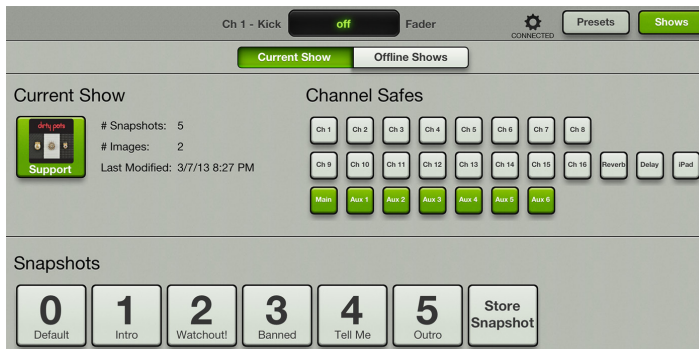 Ch 1 - Kick off Fader CONNECTED Presets Shows
Current Show Offline Shows
Current Show
dirty pots
Support
# Snapshots: 5
# Images: 2
Last Modified: 3/7/13 8:27 PM
Channel Safes
Ch 1 Ch 2 Ch 3 Ch 4 Ch 5 Ch 6 Ch 7 Ch 8
Ch 9 Ch 10 Ch 11 Ch 12 Ch 13 Ch 14 Ch 15 Ch 16 Reverb Delay iPad
Main Aux 1 Aux 2 Aux 3 Aux 4 Aux 5 Aux 6
Snapshots
0 1 2 3 4 5 Store
Snapshot
Default Intro Watchout! Banned Tell Me Outro